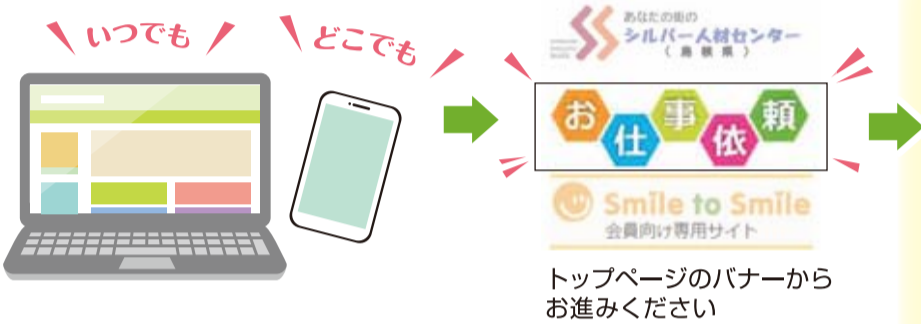 いつでも
どこでも
あなたの街の
シルバー人材センター
(島根県)
お仕事依頼
Smile to Smile
会員向け専用サイト
トップページのバナーから
お進みください